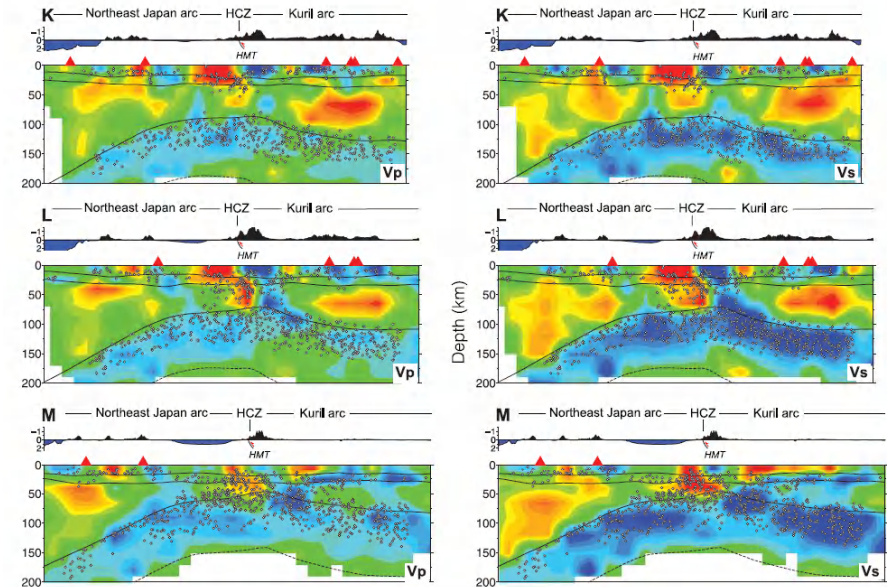 K Northeast Japan arc HCZ Kuril arc
-1
0
2
HMT
0
50
100
150
200
Vp
K Northeast Japan arc HCZ Kuril arc
-1
0
2
HMT
0
50
100
150
200
Vs
L Northeast Japan arc HCZ Kuril arc
-1
0
2
HMT
0
50
100
150
200
Vp
L Northeast Japan arc HCZ Kuril arc
-1
0
2
HMT
Depth (km)
0
50
100
150
200
Vs
M Northeast Japan arc HCZ Kuril arc
-1
0
2
HMT
0
50
100
150
200
Vp
M Northeast Japan arc HCZ Kuril arc
-1
0
2
HMT
0
50
100
150
200
Vs